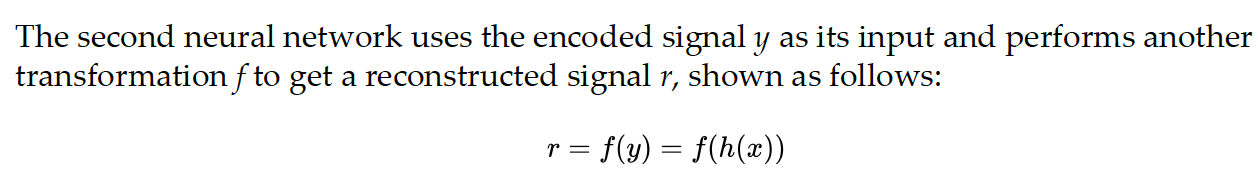 The second neural network uses the encoded signal y as its input and performs another
transformation f to get a reconstructed signal r, shown as follows:
r = f(y) = f(h(x))